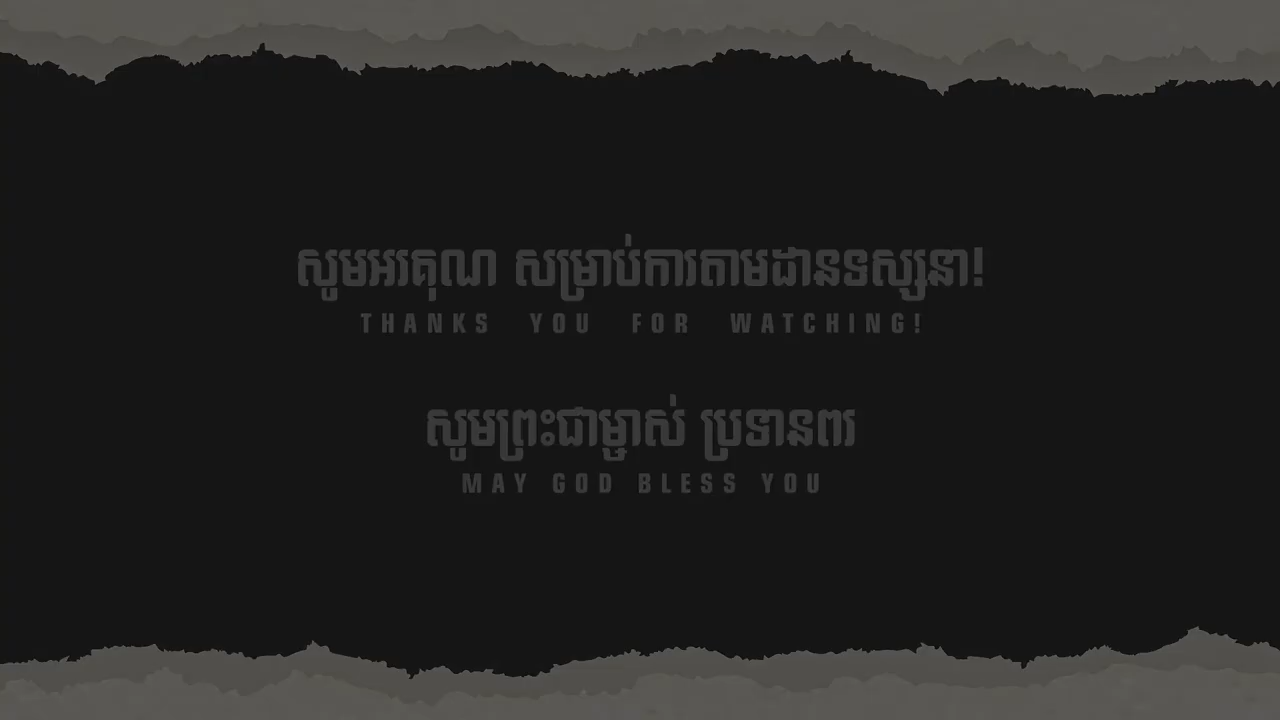 សូមអរគុណ សម្រាប់ការតាមដានទស្សនា!
THANKS YOU FOR WATCHING!
សូមព្រះជាម្ចាស់ ប្រទានពរ
MAY GOD BLESS YOU